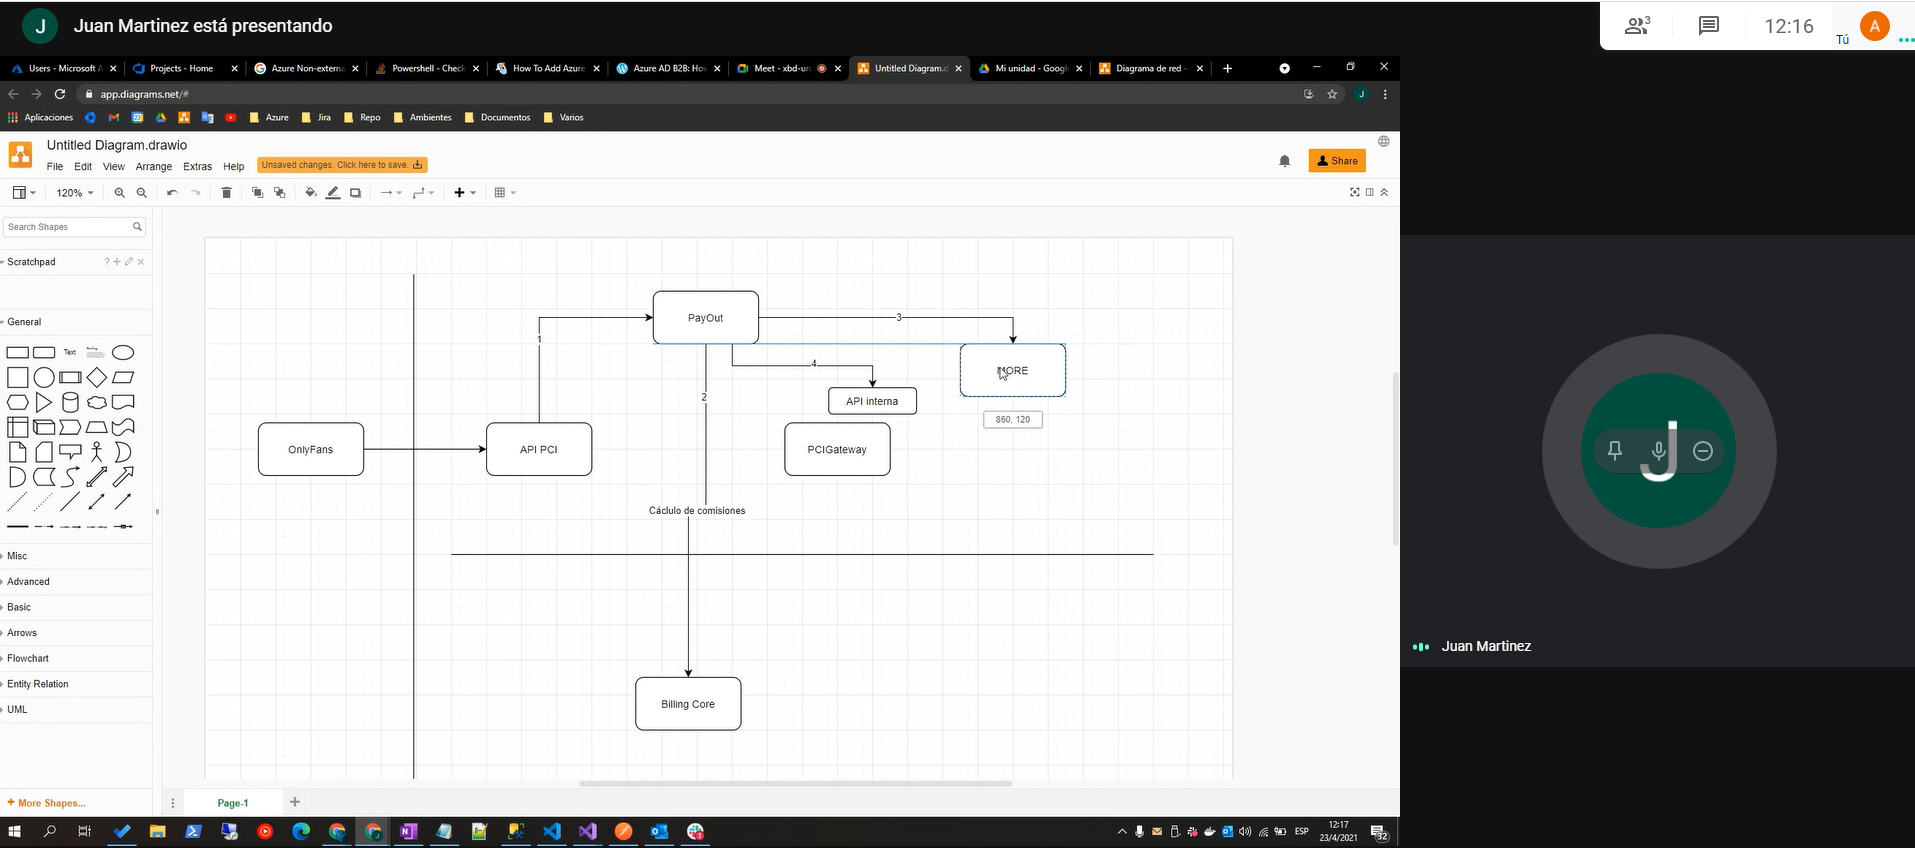 J Juan Martinez está presentando
3 12:16 Tú A
Users - Microsoft A Projects - Home Azure Non-externa Powershell - Check How To Add Azure Azure AD B2B: How Meet - xbd-un Untitled Diagram.d Mi unidad - Google Diagrama de red -
app.diagrams.net/# J
Aplicaciones Azure Jira Repo Ambientes Documentos Varios
Untitled Diagram.drawio
File Edit View Arrange Extras Help Unsaved changes. Click here to save. Share
120%
Search Shapes
Scratchpad
General
Text
Misc
Advanced
Basic
Arrows
Flowchart
Entity Relation
UML
+ More Shapes...
PayOut
3
1
4
MORE
2
API interna
860, 120
OnlyFans
API PCI
PCIGateway
Cáclulo de comisiones
Billing Core
Page-1
J
Juan Martinez
ESP
12:17
23/4/2021
32